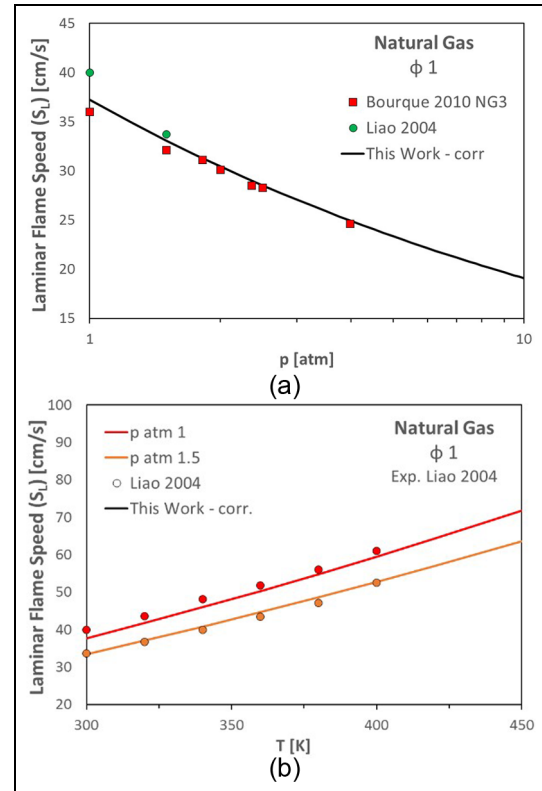 45
40
35
30
25
20
15
Laminar Flame Speed (S_L) [cm/s]
Natural Gas
ϕ 1
Bourque 2010 NG3
Liao 2004
This Work - corr
1
10
p [atm]
(a)
100
90
80
70
60
50
40
30
20
Laminar Flame Speed (S_L) [cm/s]
p atm 1
p atm 1.5
Liao 2004
This Work - corr.
Natural Gas
ϕ 1
Exp. Liao 2004
300
350
400
450
T [K]
(b)